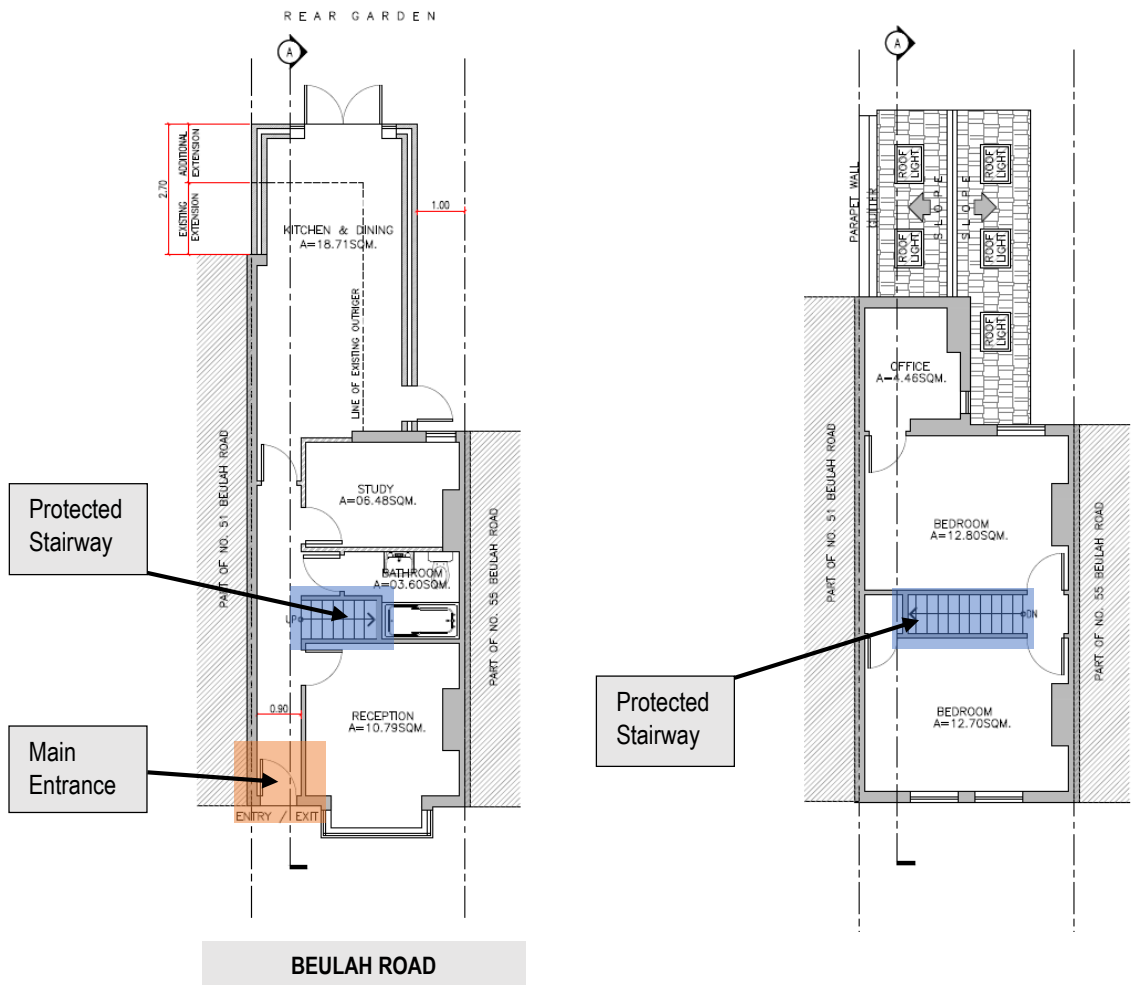 REAR GARDEN
A
A
ADDITIONAL
EXTENSION
EXISTING
EXTENSION
2.70
1.00
KITCHEN & DINING
A=18.71SQM.
LINE OF EXISTING OUTRIGER
PART OF NO. 51 BEULAH ROAD
STUDY
A=06.48SQM.
BATHROOM
A=03.60SQM.
UP
PART OF NO. 55 BEULAH ROAD
0.90
RECEPTION
A=10.79SQM.
ENTRY / EXIT
Protected
Stairway
Main
Entrance
BEULAH ROAD
PARAPET WALL
GUTTER
SLOPE
SLOPE
ROOF
LIGHT
ROOF
LIGHT
ROOF
LIGHT
ROOF
LIGHT
ROOF
LIGHT
OFFICE
A=4.46SQM.
PART OF NO. 51 BEULAH ROAD
BEDROOM
A=12.80SQM.
DN
PART OF NO. 55 BEULAH ROAD
BEDROOM
A=12.70SQM.
Protected
Stairway